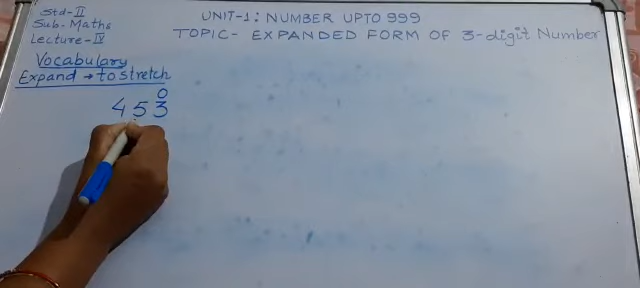 Std-II
Sub. Maths
Lecture-IV
UNIT-1: NUMBER UPTO 999
TOPIC- EXPANDED FORM OF 3-digit Number
Vocabulary
Expand → to stretch
O
453